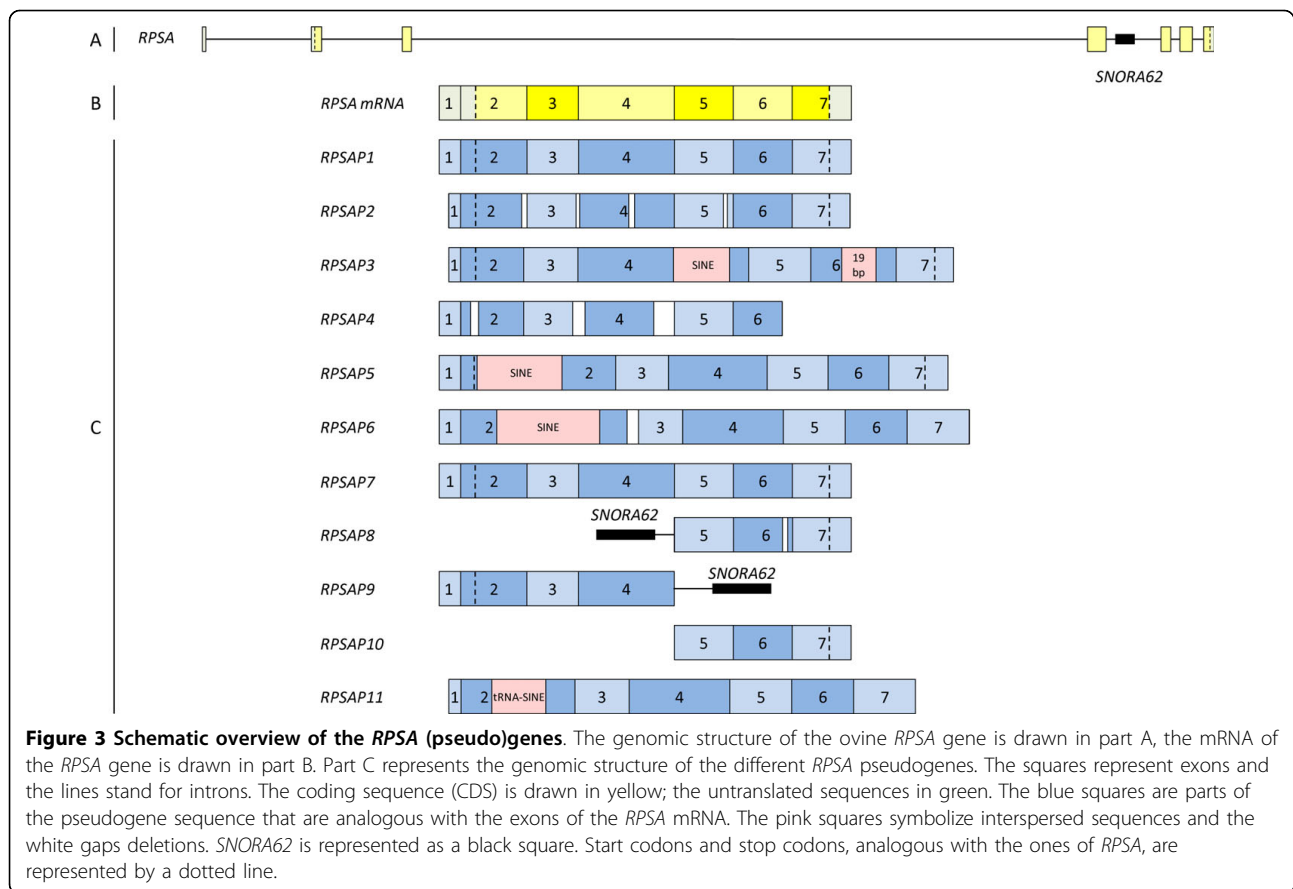 A RPSA
SNORA62
B RPSA mRNA 1 2 3 4 5 6 7
RPSAP1 1 2 3 4 5 6 7
RPSAP2 1 2 3 4 5 6 7
RPSAP3 1 2 3 4 SINE 5 6 19 bp 7
RPSAP4 1 2 3 4 5 6
RPSAP5 1 SINE 2 3 4 5 6 7
C RPSAP6 1 2 SINE 3 4 5 6 7
RPSAP7 1 2 3 4 5 6 7
SNORA62
RPSAP8 5 6 7
SNORA62
RPSAP9 1 2 3 4
RPSAP10 5 6 7
RPSAP11 1 2 tRNA-SINE 3 4 5 6 7
Figure 3 Schematic overview of the RPSA (pseudo)genes. The genomic structure of the ovine RPSA gene is drawn in part A, the mRNA of
the RPSA gene is drawn in part B. Part C represents the genomic structure of the different RPSA pseudogenes. The squares represent exons and
the lines stand for introns. The coding sequence (CDS) is drawn in yellow; the untranslated sequences in green. The blue squares are parts of
the pseudogene sequence that are analogous with the exons of the RPSA mRNA. The pink squares symbolize interspersed sequences and the
white gaps deletions. SNORA62 is represented as a black square. Start codons and stop codons, analogous with the ones of RPSA, are
represented by a dotted line.